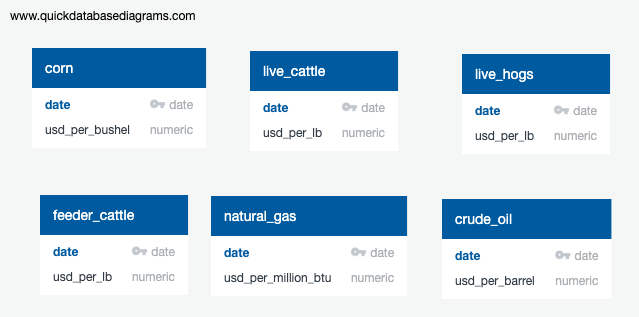 www.quickdatabasediagrams.com
corn
date date
usd_per_bushel numeric
live_cattle
date date
usd_per_lb numeric
live_hogs
date date
usd_per_lb numeric
feeder_cattle
date date
usd_per_lb numeric
natural_gas
date date
usd_per_million_btu numeric
crude_oil
date date
usd_per_barrel numeric